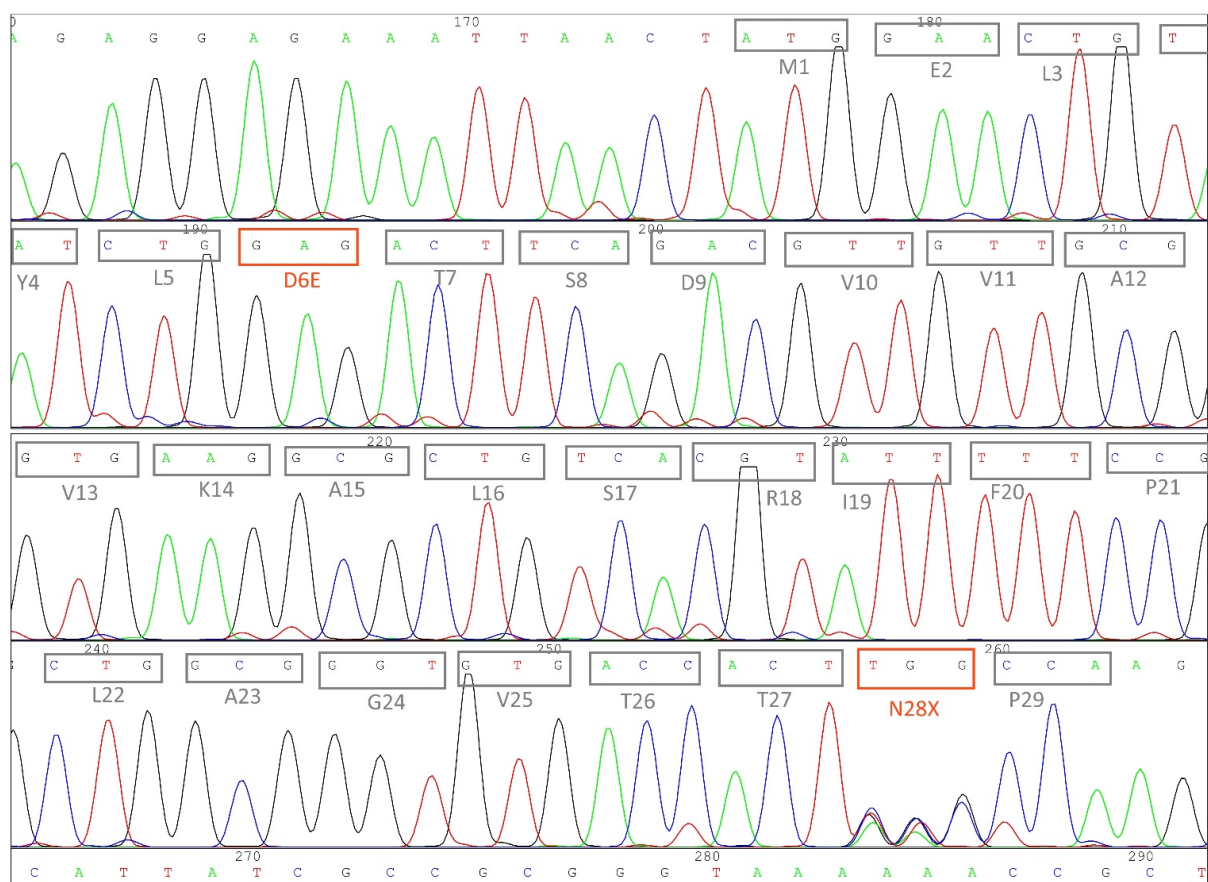 0 170 180
A G A G G A G A A A T T A A C T A T G G A A C T G T
M1 E2 L3
190 200 210
A T C T G G A G A C T T C A G A C G T T G T T G C G
Y4 L5 D6E T7 S8 D9 V10 V11 A12
220 230
G T G A A G G C G C T G T C A C G T A T T T T T C C G
V13 K14 A15 L16 S17 R18 I19 F20 P21
240 250 260
G C T G G C G G G T G T G A C C A C T T G G C C A A G
L22 A23 G24 V25 T26 T27 N28X P29
270 280 290
C A T T A T C G C C G C G G G T A A A A A A C C G C T